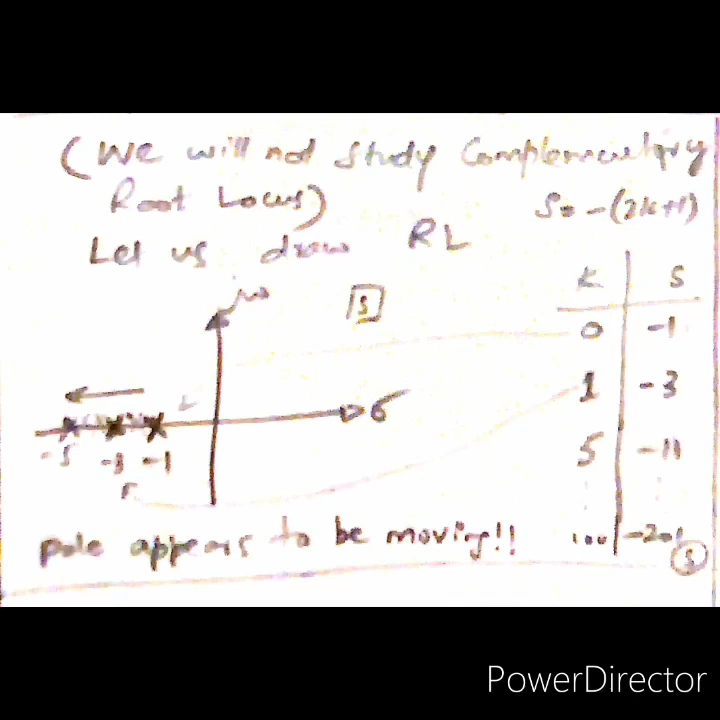 (We will not study Complementary
Root Locus)
S = -(2k+1)
Let us draw RL
K S
jω
S
0 -1
1 -3
σ
-5 -3 -1
5 -11
pole appears to be moving!!
100 -201
PowerDirector